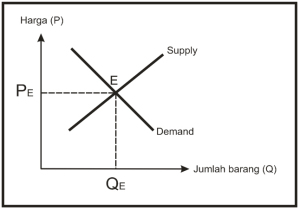 Harga (P)
Supply
E
PE
Demand
Jumlah barang (Q)
QE